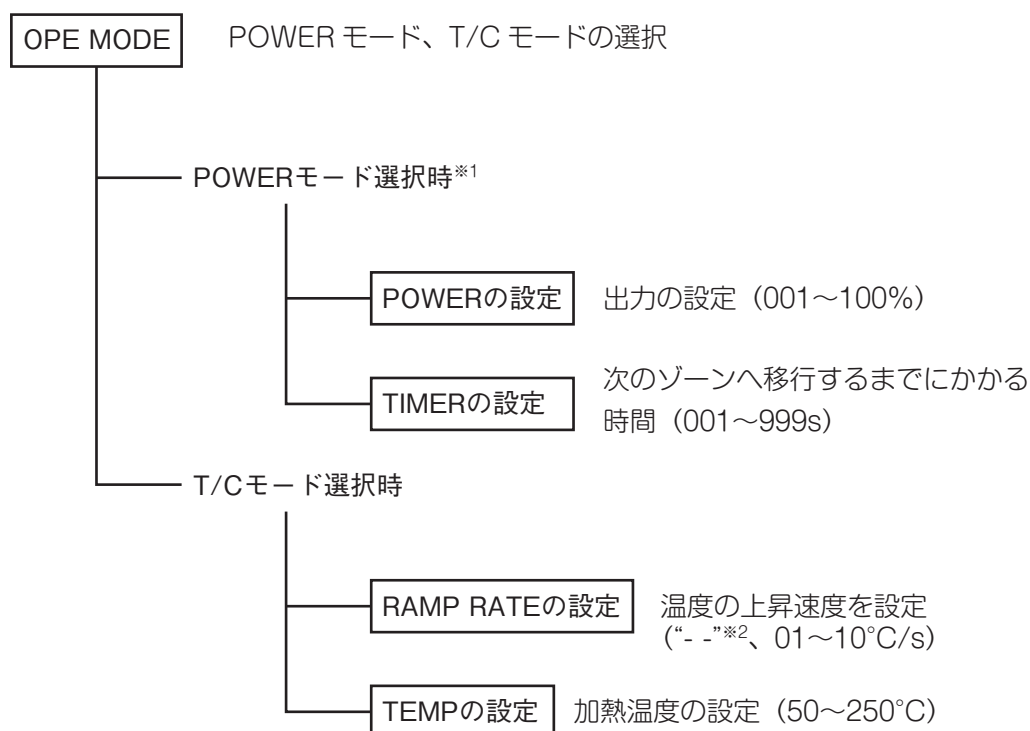 OPE MODE POWER モード、T/C モードの選択
POWERモード選択時※1
POWERの設定 出力の設定（001～100%）
TIMERの設定 次のゾーンへ移行するまでにかかる
時間（001～999s）
T/Cモード選択時
RAMP RATEの設定 温度の上昇速度を設定
（“- -”※2、01～10°C/s）
TEMPの設定 加熱温度の設定（50～250°C）